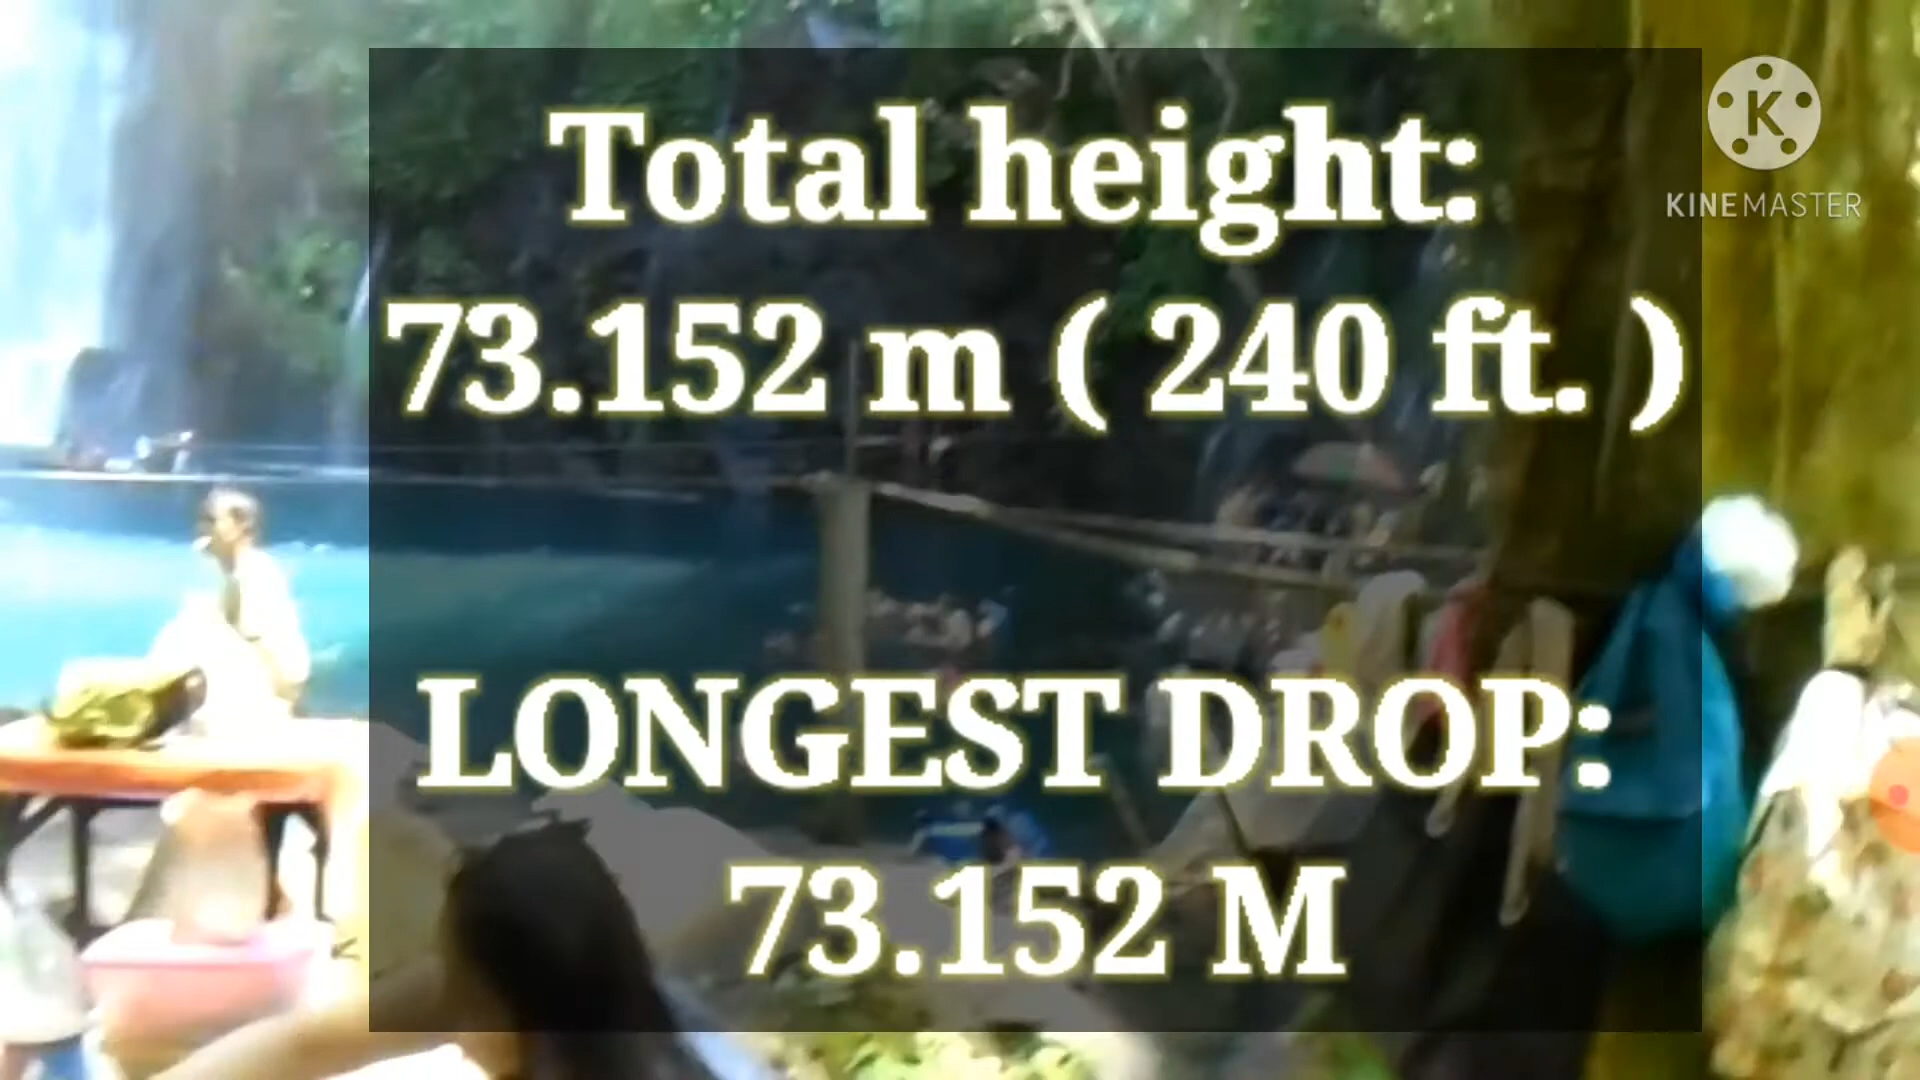 Total height:
73.152 m ( 240 ft. )
LONGEST DROP:
73.152 M
K
KINEMASTER